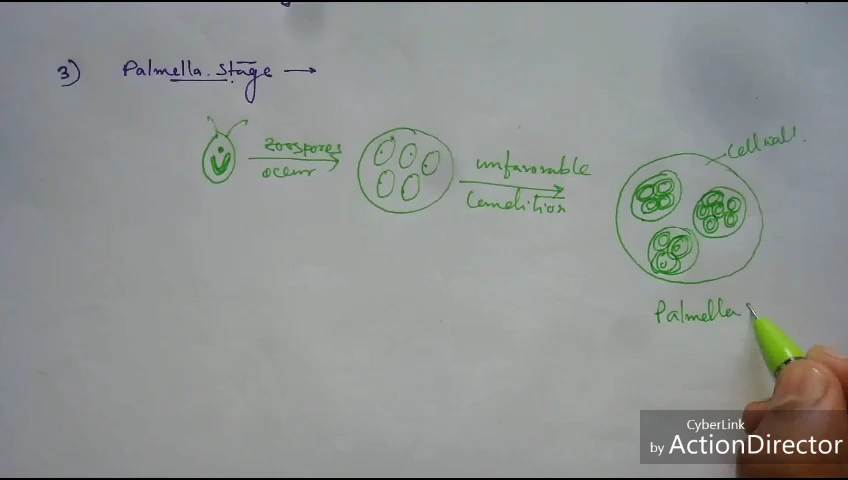 3) Palmella stage →
zoospores
occur
unfavorable
condition
cell wall
Palmella
CyberLink
by ActionDirector